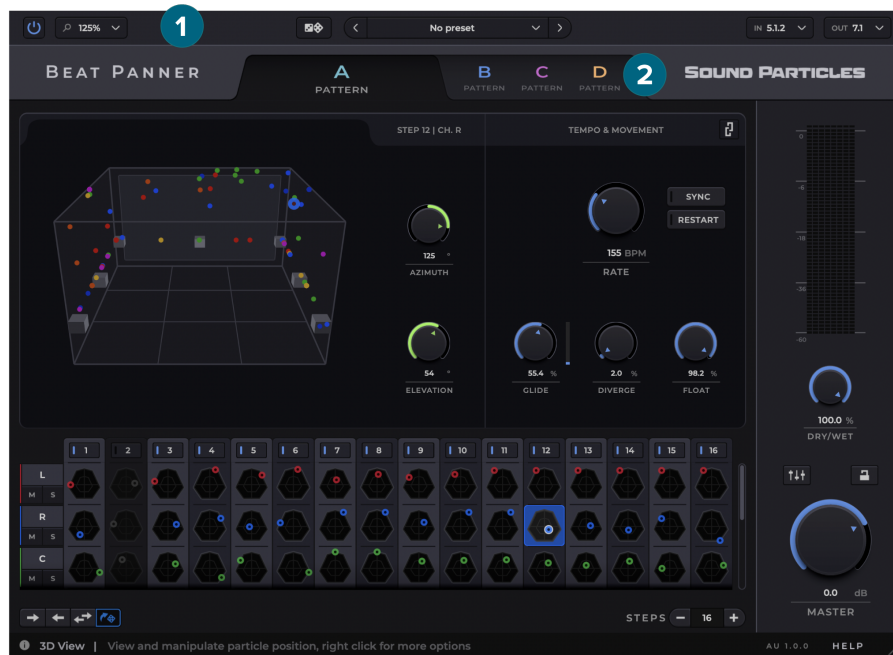 125%
1
No preset
IN 5.1.2
OUT 7.1
BEAT PANNER
A
PATTERN
B
PATTERN
C
PATTERN
D
PATTERN
2
SOUND PARTICLES
STEP 12 | CH. R
TEMPO & MOVEMENT
125 °
AZIMUTH
54 °
ELEVATION
155 BPM
RATE
SYNC
RESTART
55.4 %
GLIDE
2.0 %
DIVERGE
98.2 %
FLOAT
0
-6
-18
-36
-60
100.0 %
DRY/WET
0.0 dB
MASTER
1 2 3 4 5 6 7 8 9 10 11 12 13 14 15 16
L
M S
R
M S
C
M S
STEPS − 16 +
3D View | View and manipulate particle position, right click for more options
AU 1.0.0
HELP